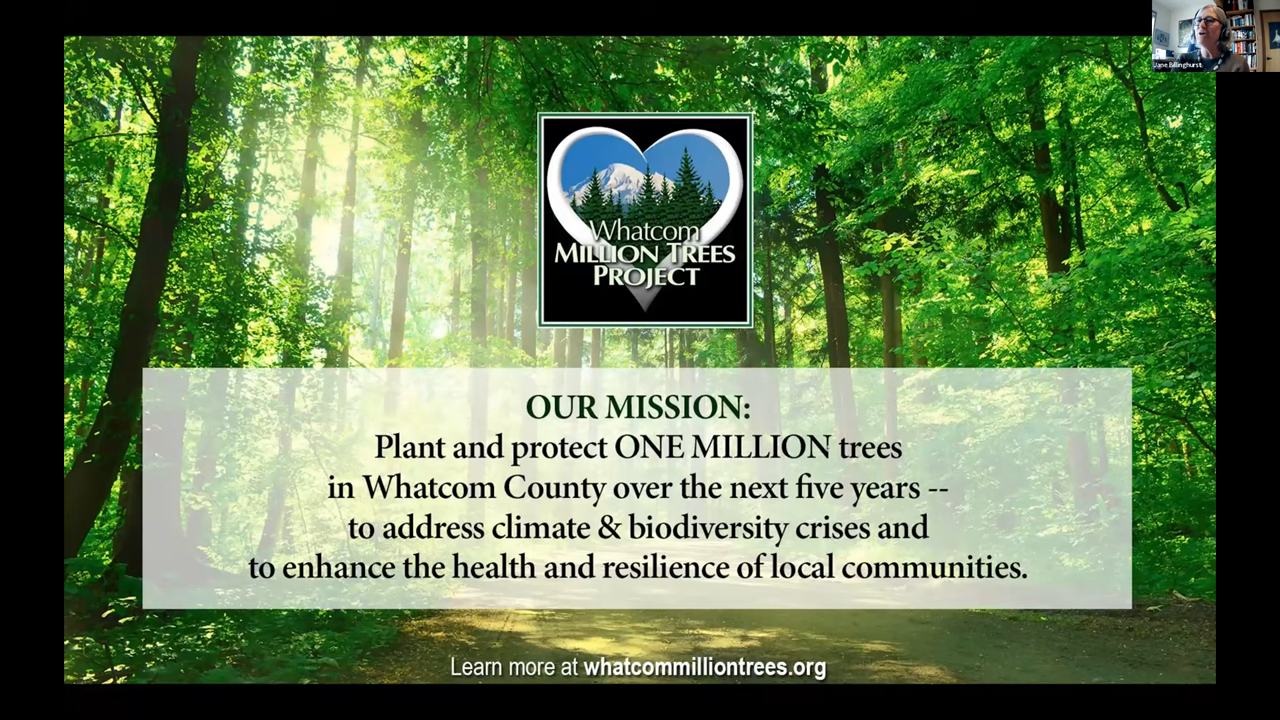 Jane Billinghurst
Whatcom
MILLION TREES
PROJECT
OUR MISSION:
Plant and protect ONE MILLION trees
in Whatcom County over the next five years --
to address climate & biodiversity crises and
to enhance the health and resilience of local communities.
Learn more at whatcommilliontrees.org